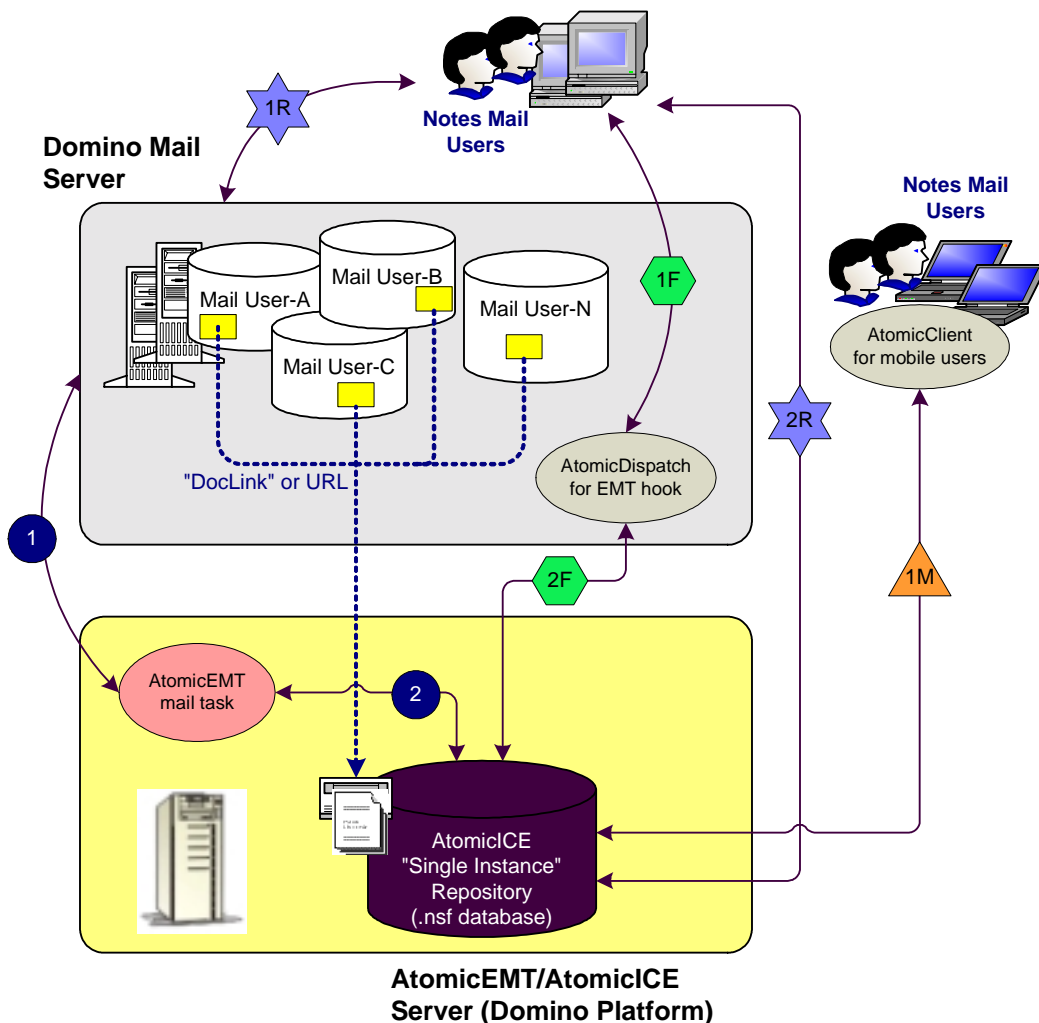 1R
Notes Mail
Users
Domino Mail
Server
Notes Mail
Users
Mail User-A
Mail User-B
Mail User-N
Mail User-C
1F
AtomicClient
for mobile users
2R
"DocLink" or URL
AtomicDispatch
for EMT hook
1
2F
1M
AtomicEMT
mail task
2
AtomicICE
"Single Instance"
Repository
(.nsf database)
AtomicEMT/AtomicICE
Server (Domino Platform)